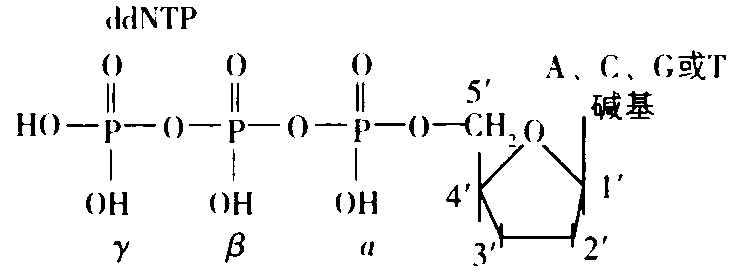 ddNTP
O O O A、C、G或T
5′ 碱基
HO—P—O—P—O—P—O—CH₂ O
OH OH OH 4′ 1′
γ β α 3′ 2′